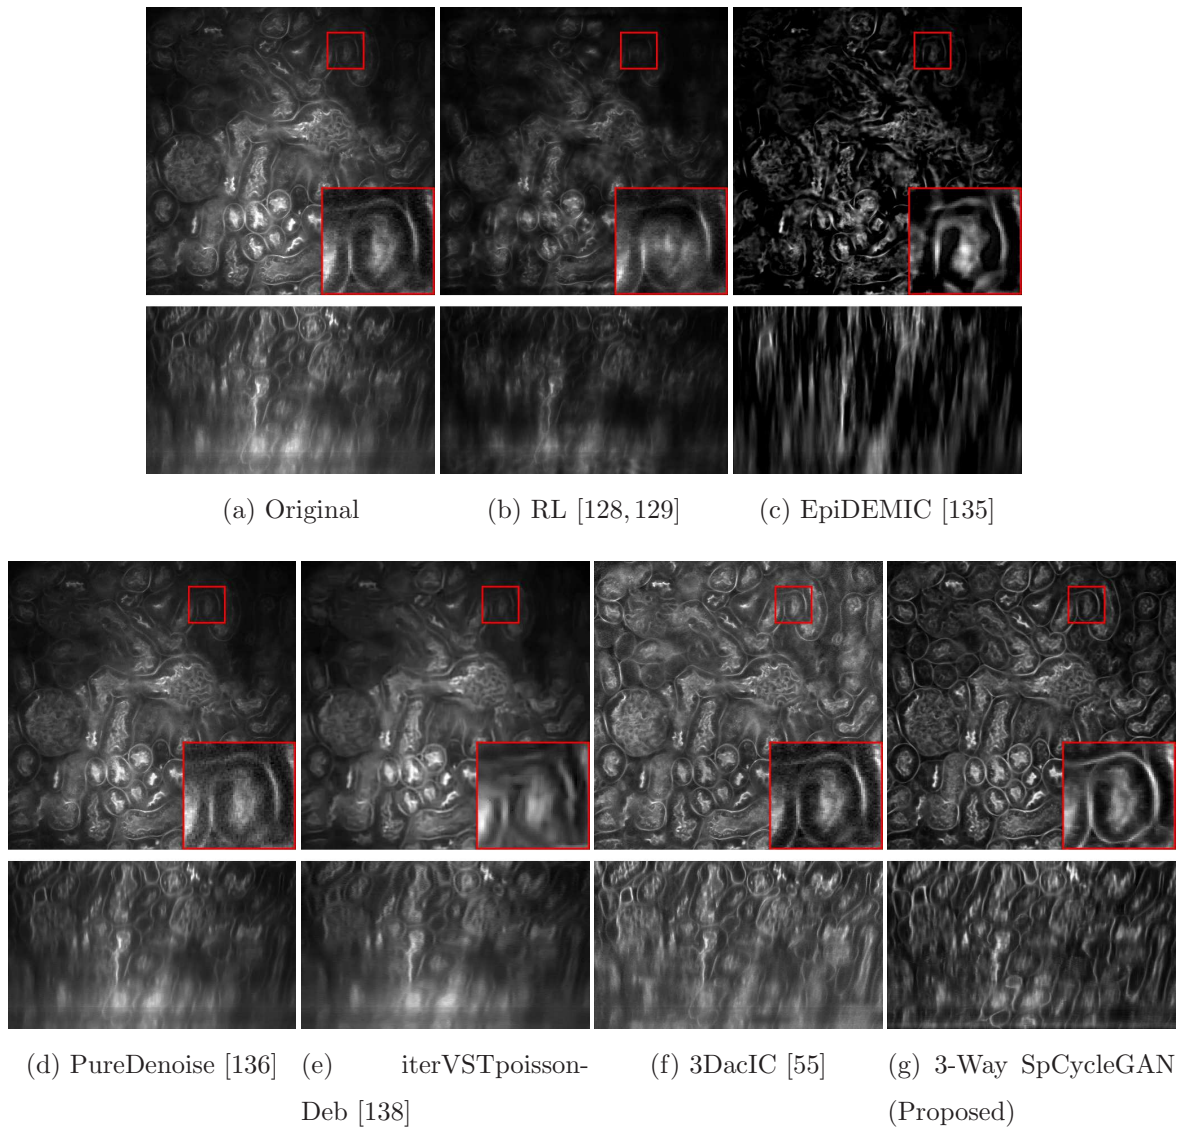 (a) Original
(b) RL [128, 129]
(c) EpiDEMIC [135]
(d) PureDenoise [136]
(e) iterVSTpoisson-
Deb [138]
(f) 3DacIC [55]
(g) 3-Way SpCycleGAN
(Proposed)